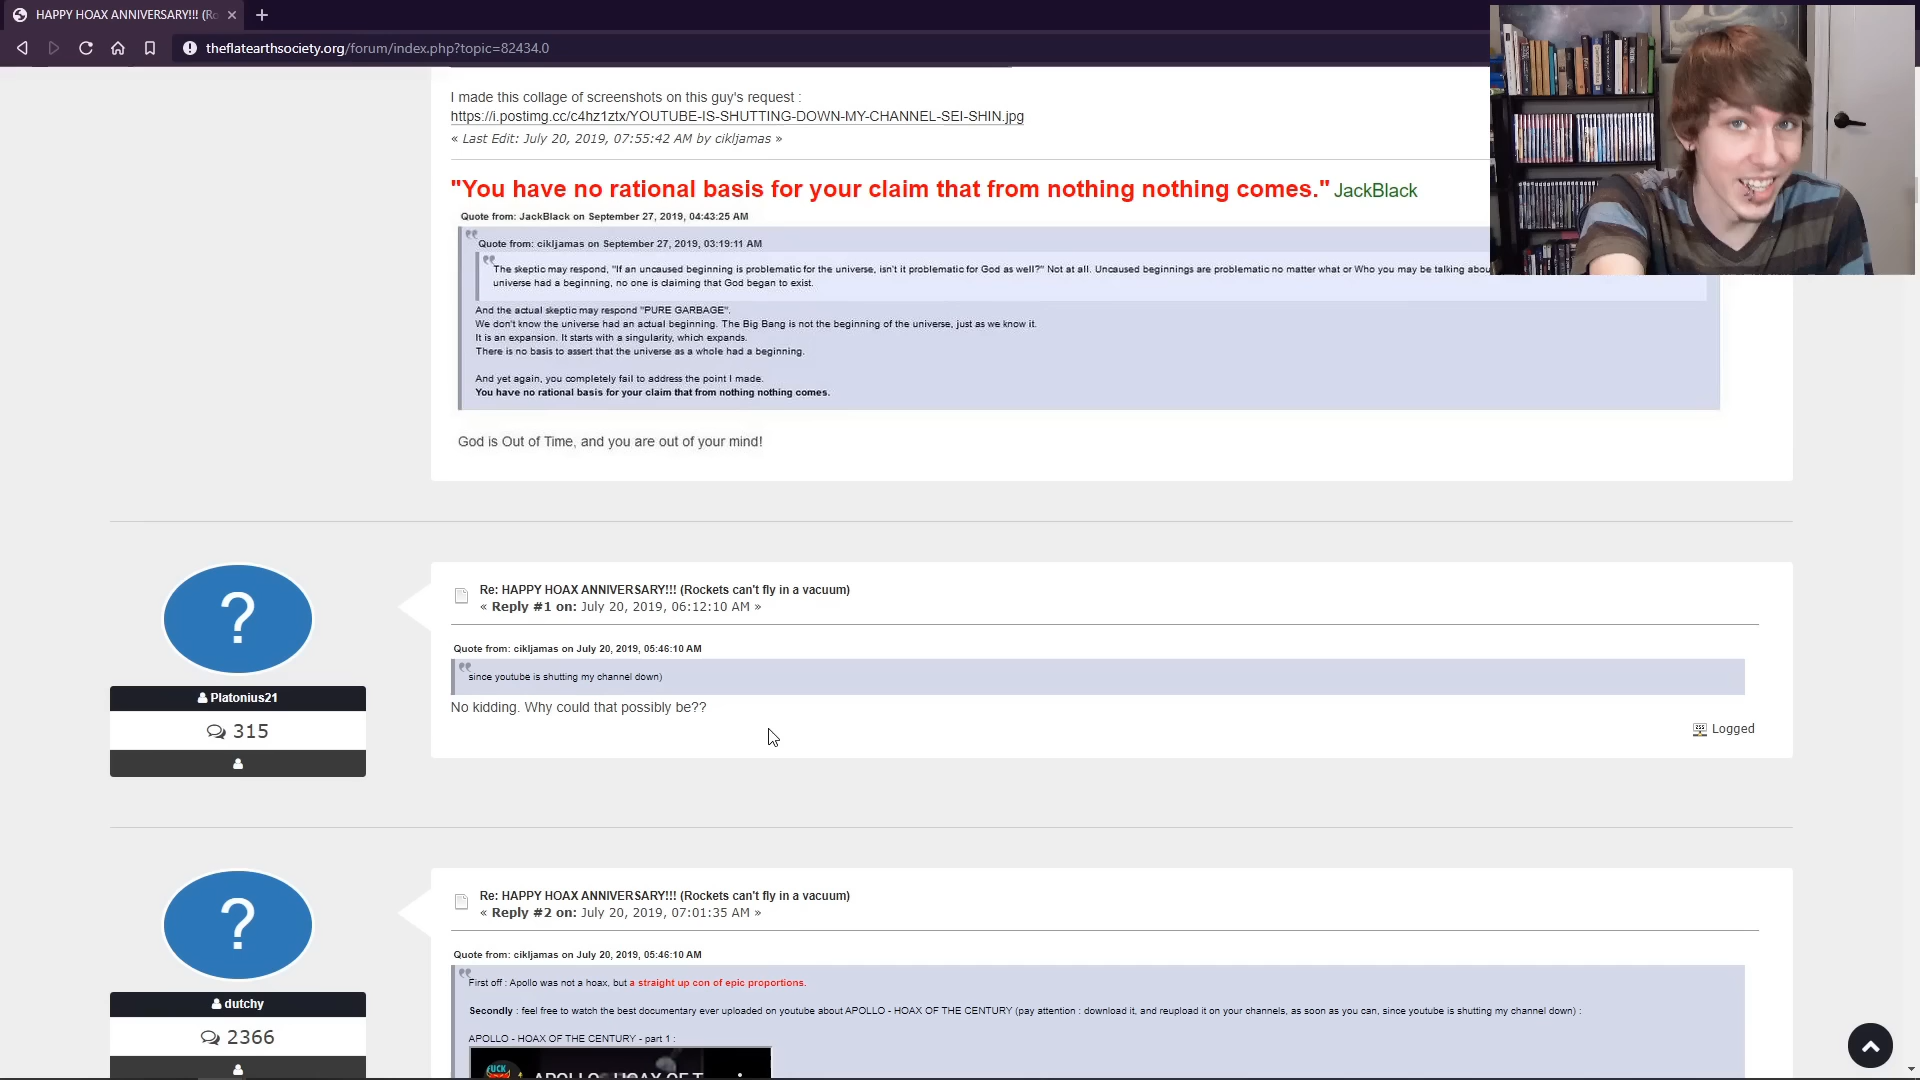 HAPPY HOAX ANNIVERSARY!!! (Ro
theflatearthsociety.org/forum/index.php?topic=82434.0
I made this collage of screenshots on this guy's request :
https://i.postimg.cc/c4hz1ztx/YOUTUBE-IS-SHUTTING-DOWN-MY-CHANNEL-SEI-SHIN.jpg
« Last Edit: July 20, 2019, 07:55:42 AM by cikljamas »
"You have no rational basis for your claim that from nothing nothing comes." JackBlack
Quote from: JackBlack on September 27, 2019, 04:43:25 AM
Quote from: cikljamas on September 27, 2019, 03:19:11 AM
The skeptic may respond, "If an uncaused beginning is problematic for the universe, isn't it problematic for God as well?" Not at all. Uncaused beginnings are problematic no matter what or Who you may be talking abou
universe had a beginning, no one is claiming that God began to exist.
And the actual skeptic may respond "PURE GARBAGE".
We don't know the universe had an actual beginning. The Big Bang is not the beginning of the universe, just as we know it.
It is an expansion. It starts with a singularity, which expands.
There is no basis to assert that the universe as a whole had a beginning.
And yet again, you completely fail to address the point I made.
You have no rational basis for your claim that from nothing nothing comes.
God is Out of Time, and you are out of your mind!
Re: HAPPY HOAX ANNIVERSARY!!! (Rockets can't fly in a vacuum)
« Reply #1 on: July 20, 2019, 06:12:10 AM »
Quote from: cikljamas on July 20, 2019, 05:46:10 AM
since youtube is shutting my channel down)
No kidding. Why could that possibly be??
Logged
?
Platonius21
315
Re: HAPPY HOAX ANNIVERSARY!!! (Rockets can't fly in a vacuum)
« Reply #2 on: July 20, 2019, 07:01:35 AM »
Quote from: cikljamas on July 20, 2019, 05:46:10 AM
First off : Apollo was not a hoax, but a straight up con of epic proportions.
Secondly : feel free to watch the best documentary ever uploaded on youtube about APOLLO - HOAX OF THE CENTURY (pay attention : download it, and reupload it on your channels, as soon as you can, since youtube is shutting my channel down) :
APOLLO - HOAX OF THE CENTURY - part 1 :
APOLLO - HOAX OF T
?
dutchy
2366